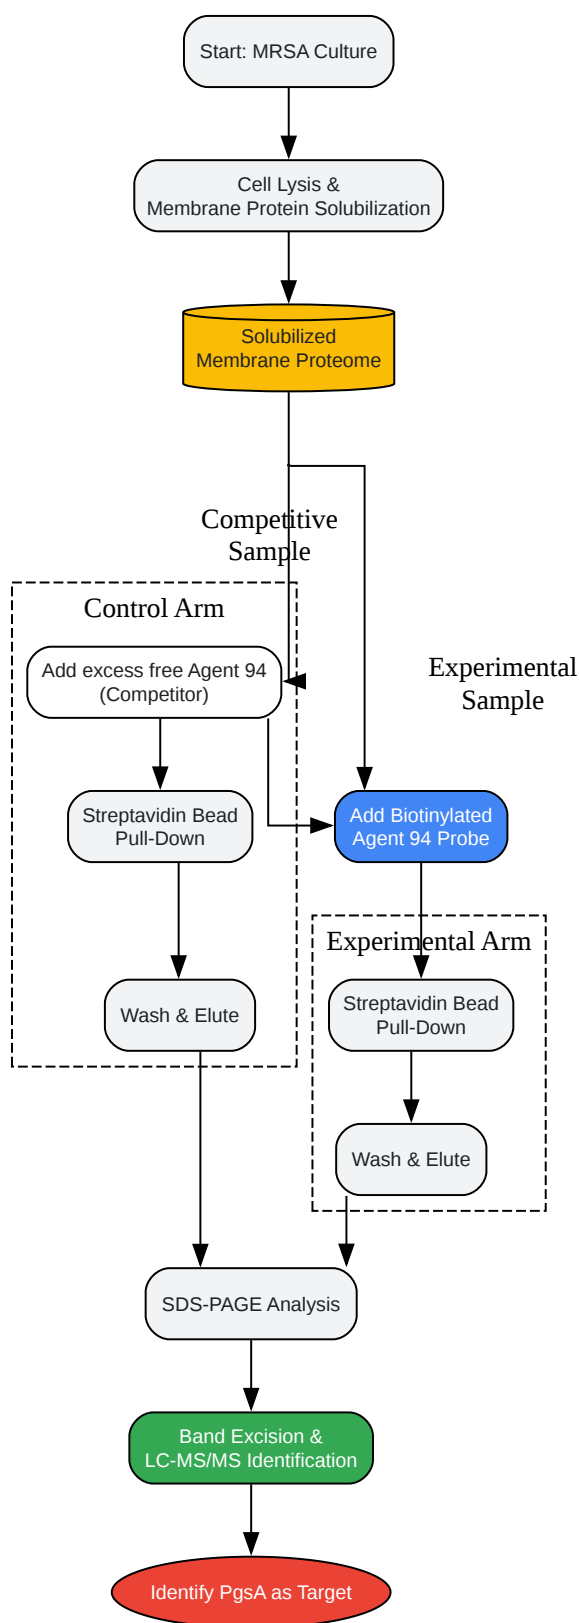 Start: MRSA Culture
Cell Lysis &
Membrane Protein Solubilization
Solubilized
Membrane Proteome
Competitive
Sample
Control Arm
Add excess free Agent 94
(Competitor)
Experimental
Sample
Streptavidin Bead
Pull-Down
Add Biotinylated
Agent 94 Probe
Experimental Arm
Wash & Elute
Streptavidin Bead
Pull-Down
Wash & Elute
SDS-PAGE Analysis
Band Excision &
LC-MS/MS Identification
Identify PgsA as Target